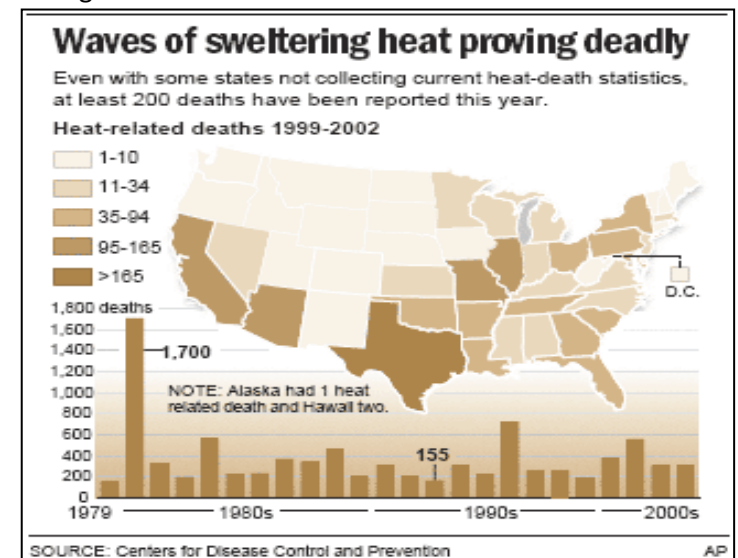 Waves of sweltering heat proving deadly
Even with some states not collecting current heat-death statistics,
at least 200 deaths have been reported this year.
Heat-related deaths 1999-2002
1-10
11-34
35-94
95-165
>165
D.C.
1,800 deaths
1,600
1,400
1,200
1,000
800
600
400
200
0
1,700
NOTE: Alaska had 1 heat
related death and Hawaii two.
155
1979
1980s
1990s
2000s
SOURCE: Centers for Disease Control and Prevention
AP